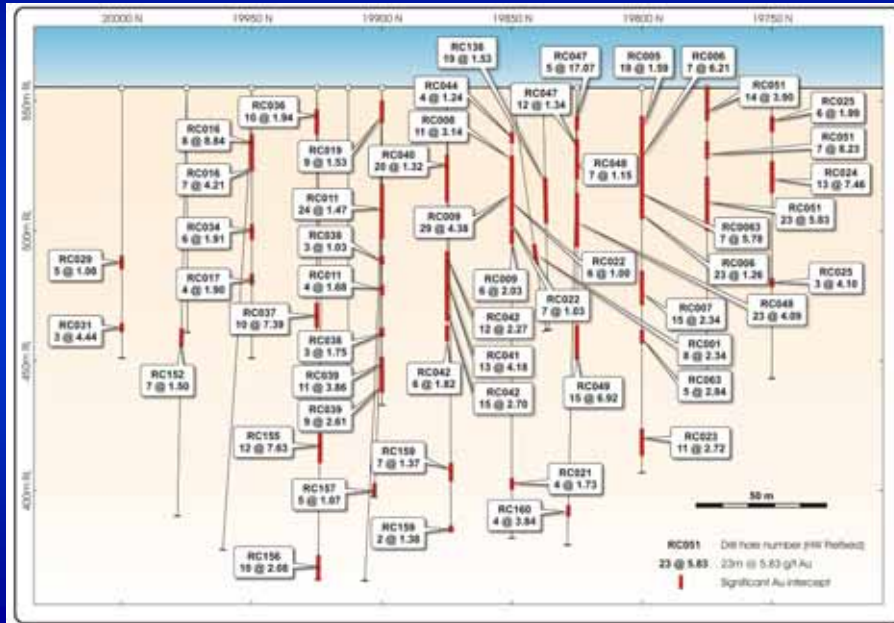 20000 N
19950 N
19900 N
19850 N
19800 N
19750 N
550m RL
500m RL
450m RL
400m RL
RC138
19 @ 1.53
RC047
5 @ 17.07
RC005
18 @ 1.59
RC006
7 @ 6.21
RC044
4 @ 1.24
RC047
12 @ 1.34
RC051
14 @ 3.90
RC025
6 @ 1.99
RC036
10 @ 1.94
RC008
11 @ 3.14
RC016
8 @ 8.84
RC019
9 @ 1.53
RC040
20 @ 1.32
RC048
7 @ 1.15
RC051
7 @ 8.23
RC016
7 @ 4.21
RC024
13 @ 7.46
RC011
24 @ 1.47
RC009
29 @ 4.38
RC051
23 @ 5.83
RC034
6 @ 1.91
RC038
3 @ 1.03
RC0063
7 @ 5.78
RC029
5 @ 1.08
RC011
4 @ 1.68
RC009
6 @ 2.03
RC022
6 @ 1.00
RC006
23 @ 1.26
RC025
3 @ 4.10
RC017
4 @ 1.90
RC022
7 @ 1.03
RC007
15 @ 2.34
RC048
23 @ 4.09
RC037
10 @ 7.39
RC042
12 @ 2.27
RC031
3 @ 4.44
RC038
3 @ 1.75
RC041
13 @ 4.18
RC001
8 @ 2.34
RC152
7 @ 1.50
RC039
11 @ 3.86
RC042
6 @ 1.82
RC042
15 @ 2.70
RC049
15 @ 6.92
RC063
5 @ 2.84
RC039
9 @ 2.61
RC155
12 @ 7.63
RC023
11 @ 2.72
RC159
7 @ 1.37
RC157
5 @ 1.07
RC021
4 @ 1.73
RC160
4 @ 3.84
RC159
2 @ 1.38
RC156
10 @ 2.08
50 m
RC051 Drill hole number (HW Prefixed)
23 @ 5.83 23m @ 5.83 g/t Au
Significant Au intercept